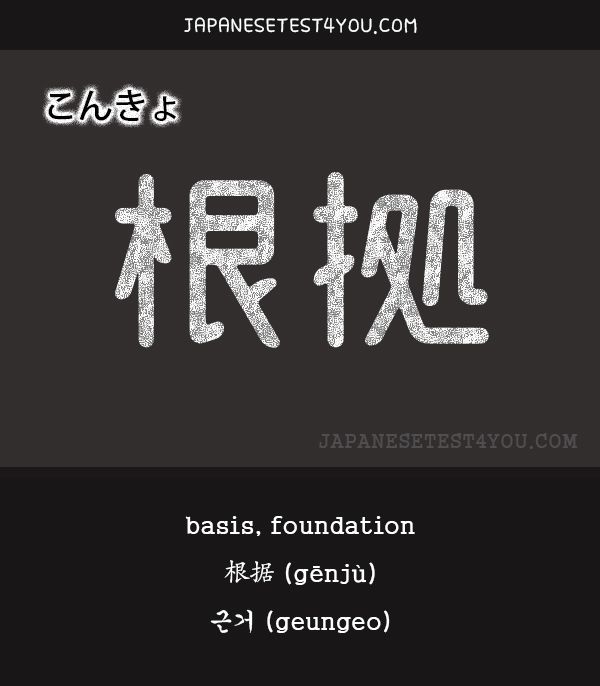 JAPANESETEST4YOU.COM
こんきょ
根拠
JAPANESETEST4YOU.COM
basis, foundation
根据 (gēnjù)
근거 (geungeo)